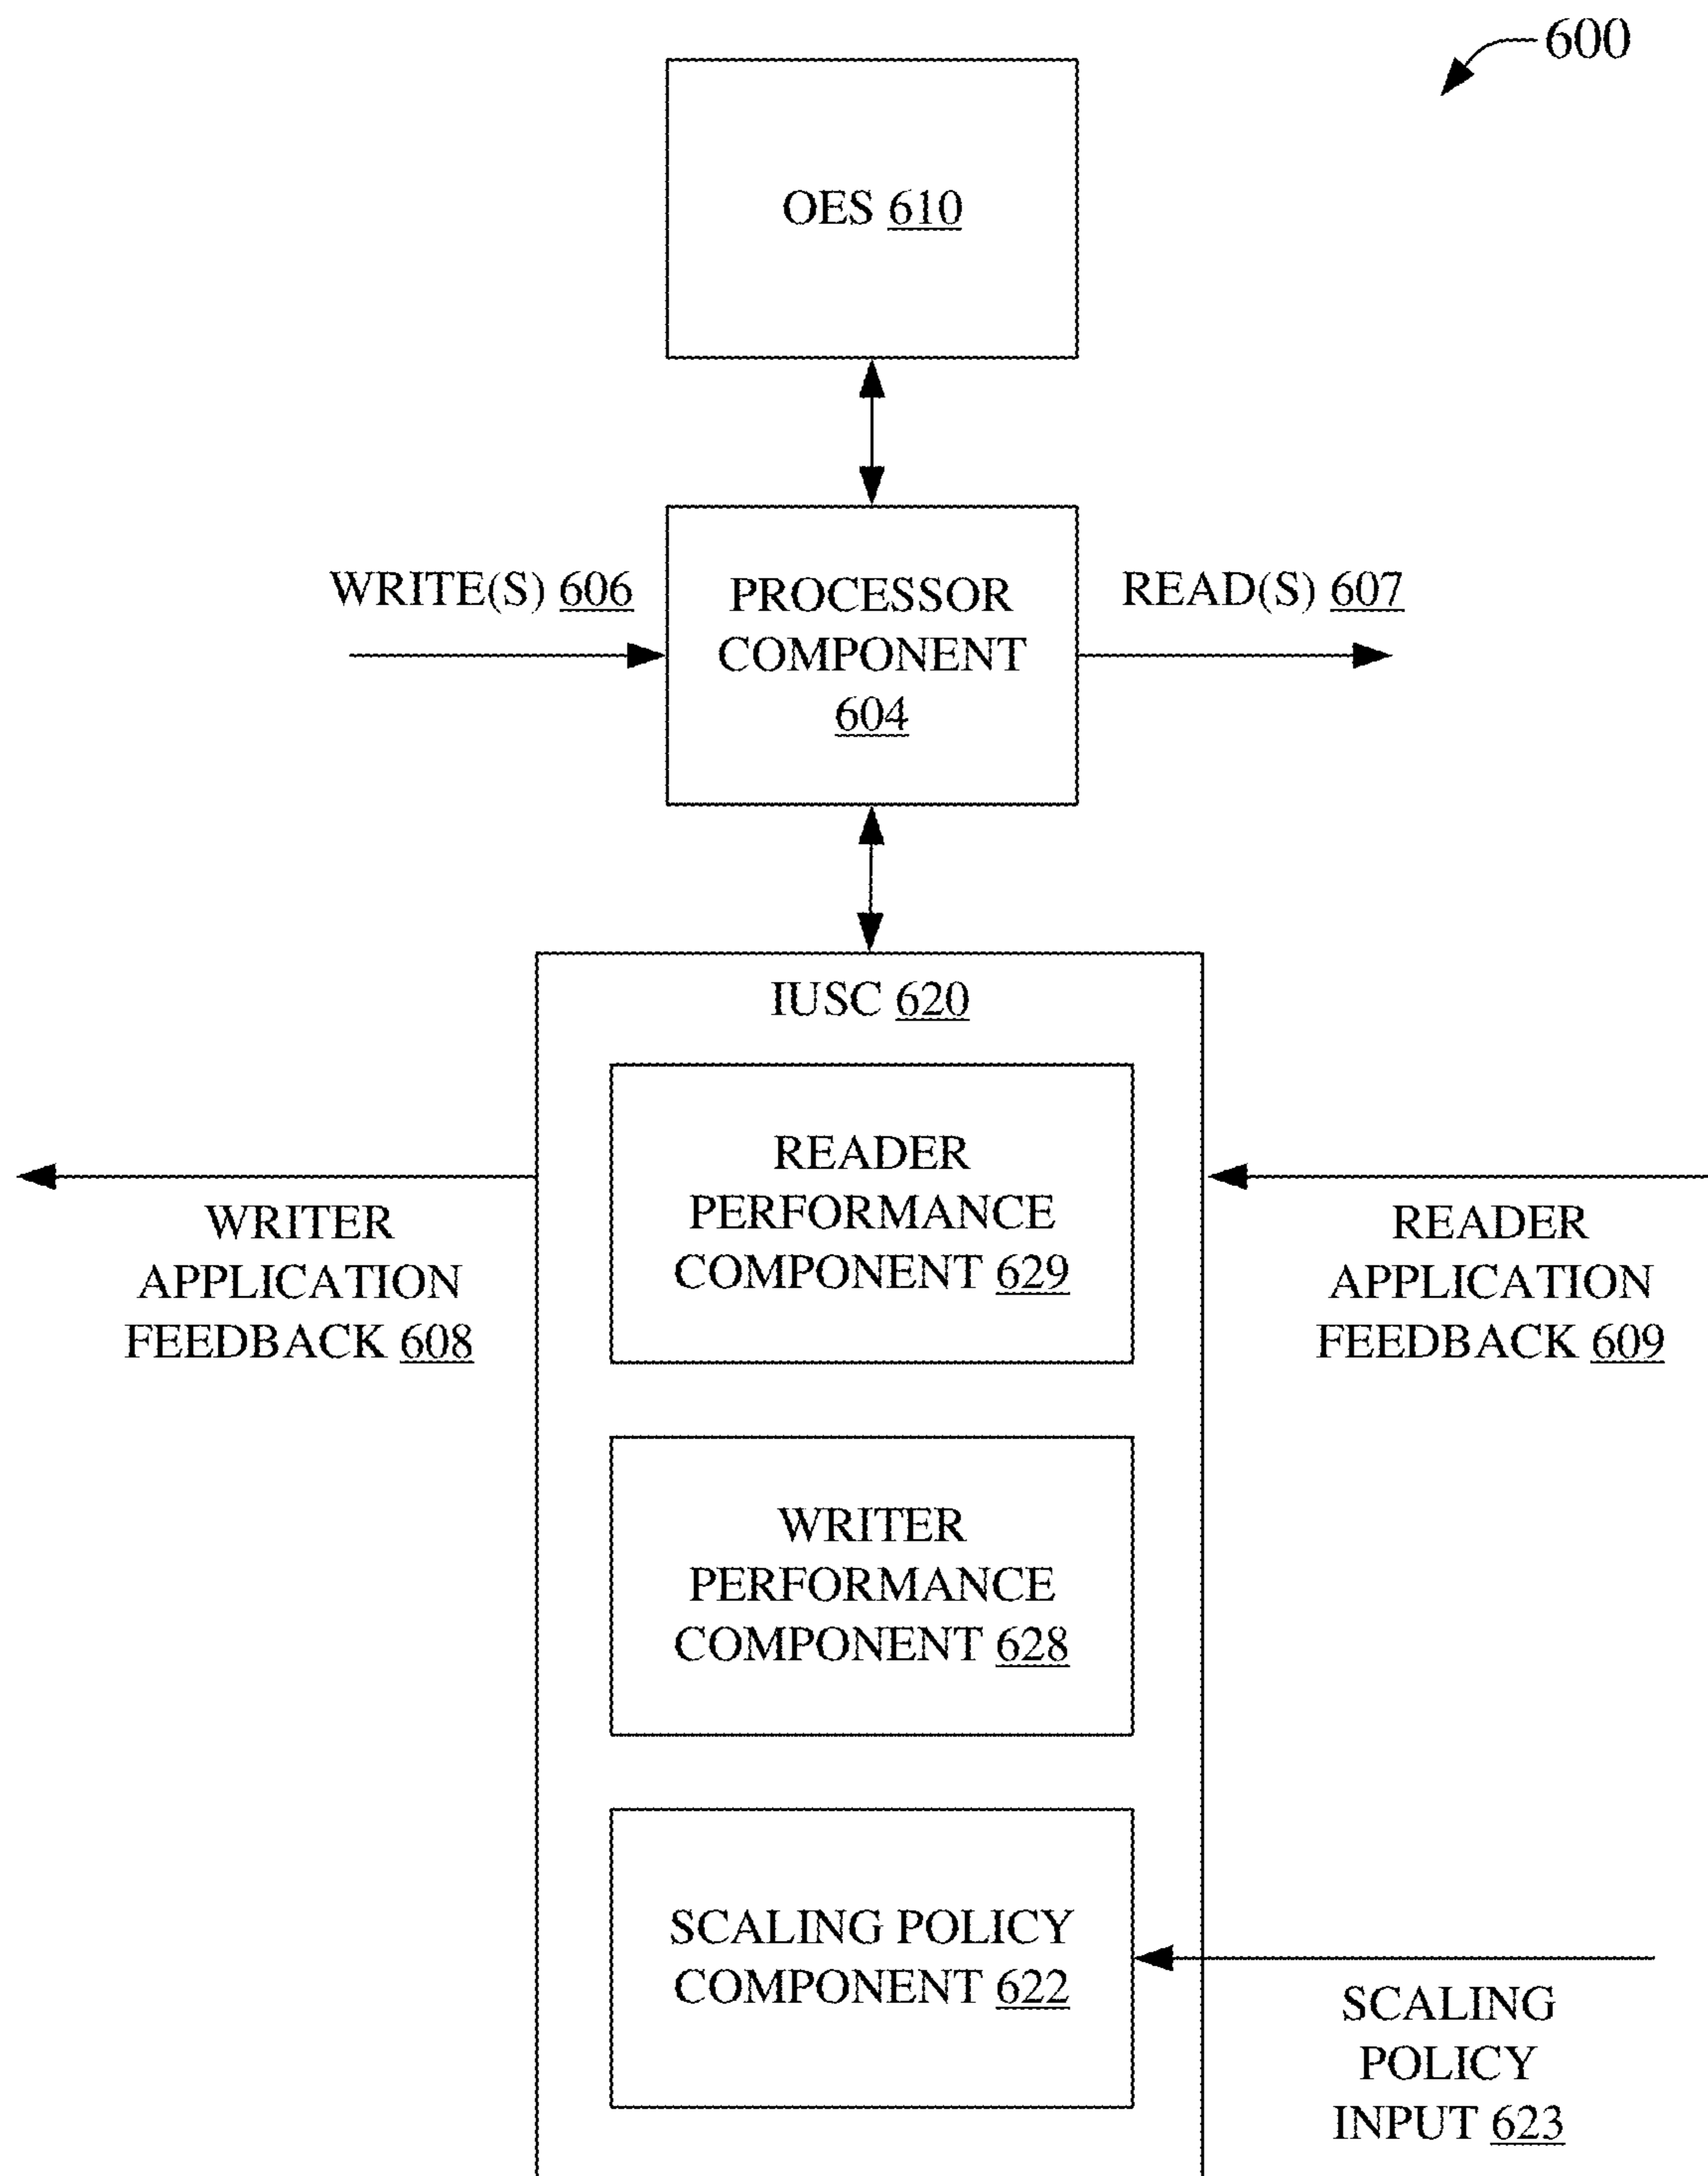 600
OES 610
WRITE(S) 606
PROCESSOR
COMPONENT
604
READ(S) 607
IUSC 620
READER
PERFORMANCE
COMPONENT 629
WRITER
APPLICATION
FEEDBACK 608
READER
APPLICATION
FEEDBACK 609
WRITER
PERFORMANCE
COMPONENT 628
SCALING POLICY
COMPONENT 622
SCALING
POLICY
INPUT 623